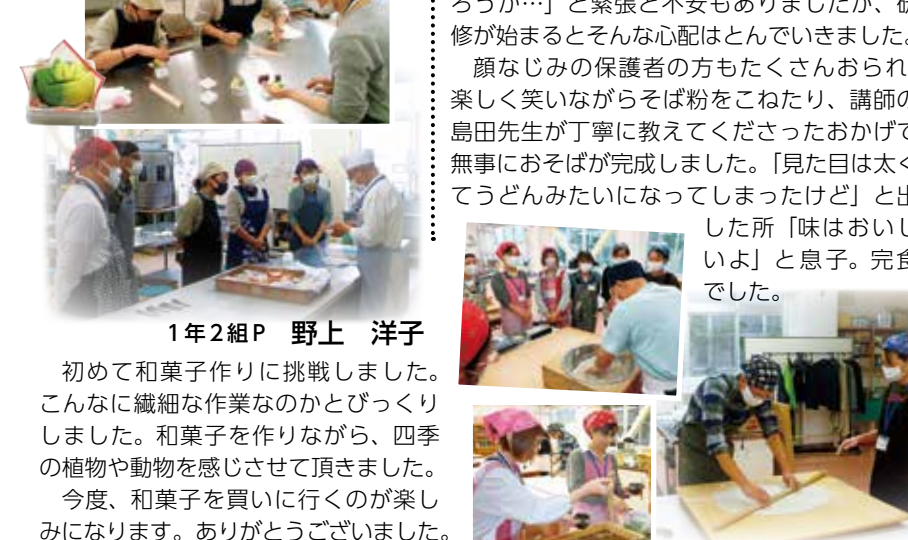 1年2組P　野上　洋子
　初めて和菓子作りに挑戦しました。
こんなに繊細な作業なのかとびっくり
しました。和菓子を作りながら、四季
の植物や動物を感じさせて頂きました。
　今度、和菓子を買いに行くのが楽し
みになります。ありがとうございました。
ろうか…」と緊張と不安もありましたが、研
修が始まるとそんな心配はとんでいきました。
　顔なじみの保護者の方もたくさんおられ
楽しく笑いながらそば粉をこねたり、講師の
島田先生が丁寧に教えてくださったおかげで
無事におそばが完成しました。「見た目は太く
てうどんみたいになってしまったけど」と出
した所「味はおいし
いよ」と息子。完食
でした。